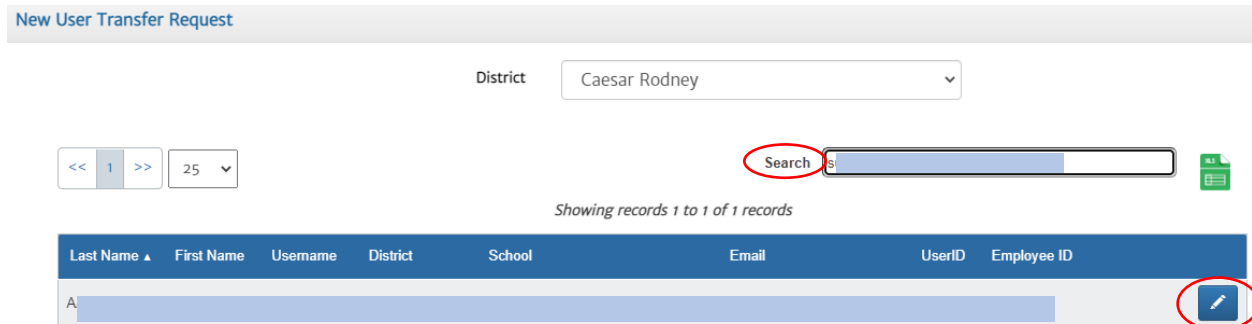 New User Transfer Request
District Caesar Rodney
<< 1 >> 25 Search XLS
Showing records 1 to 1 of 1 records
Last Name ▲ First Name Username District School Email UserID Employee ID
A